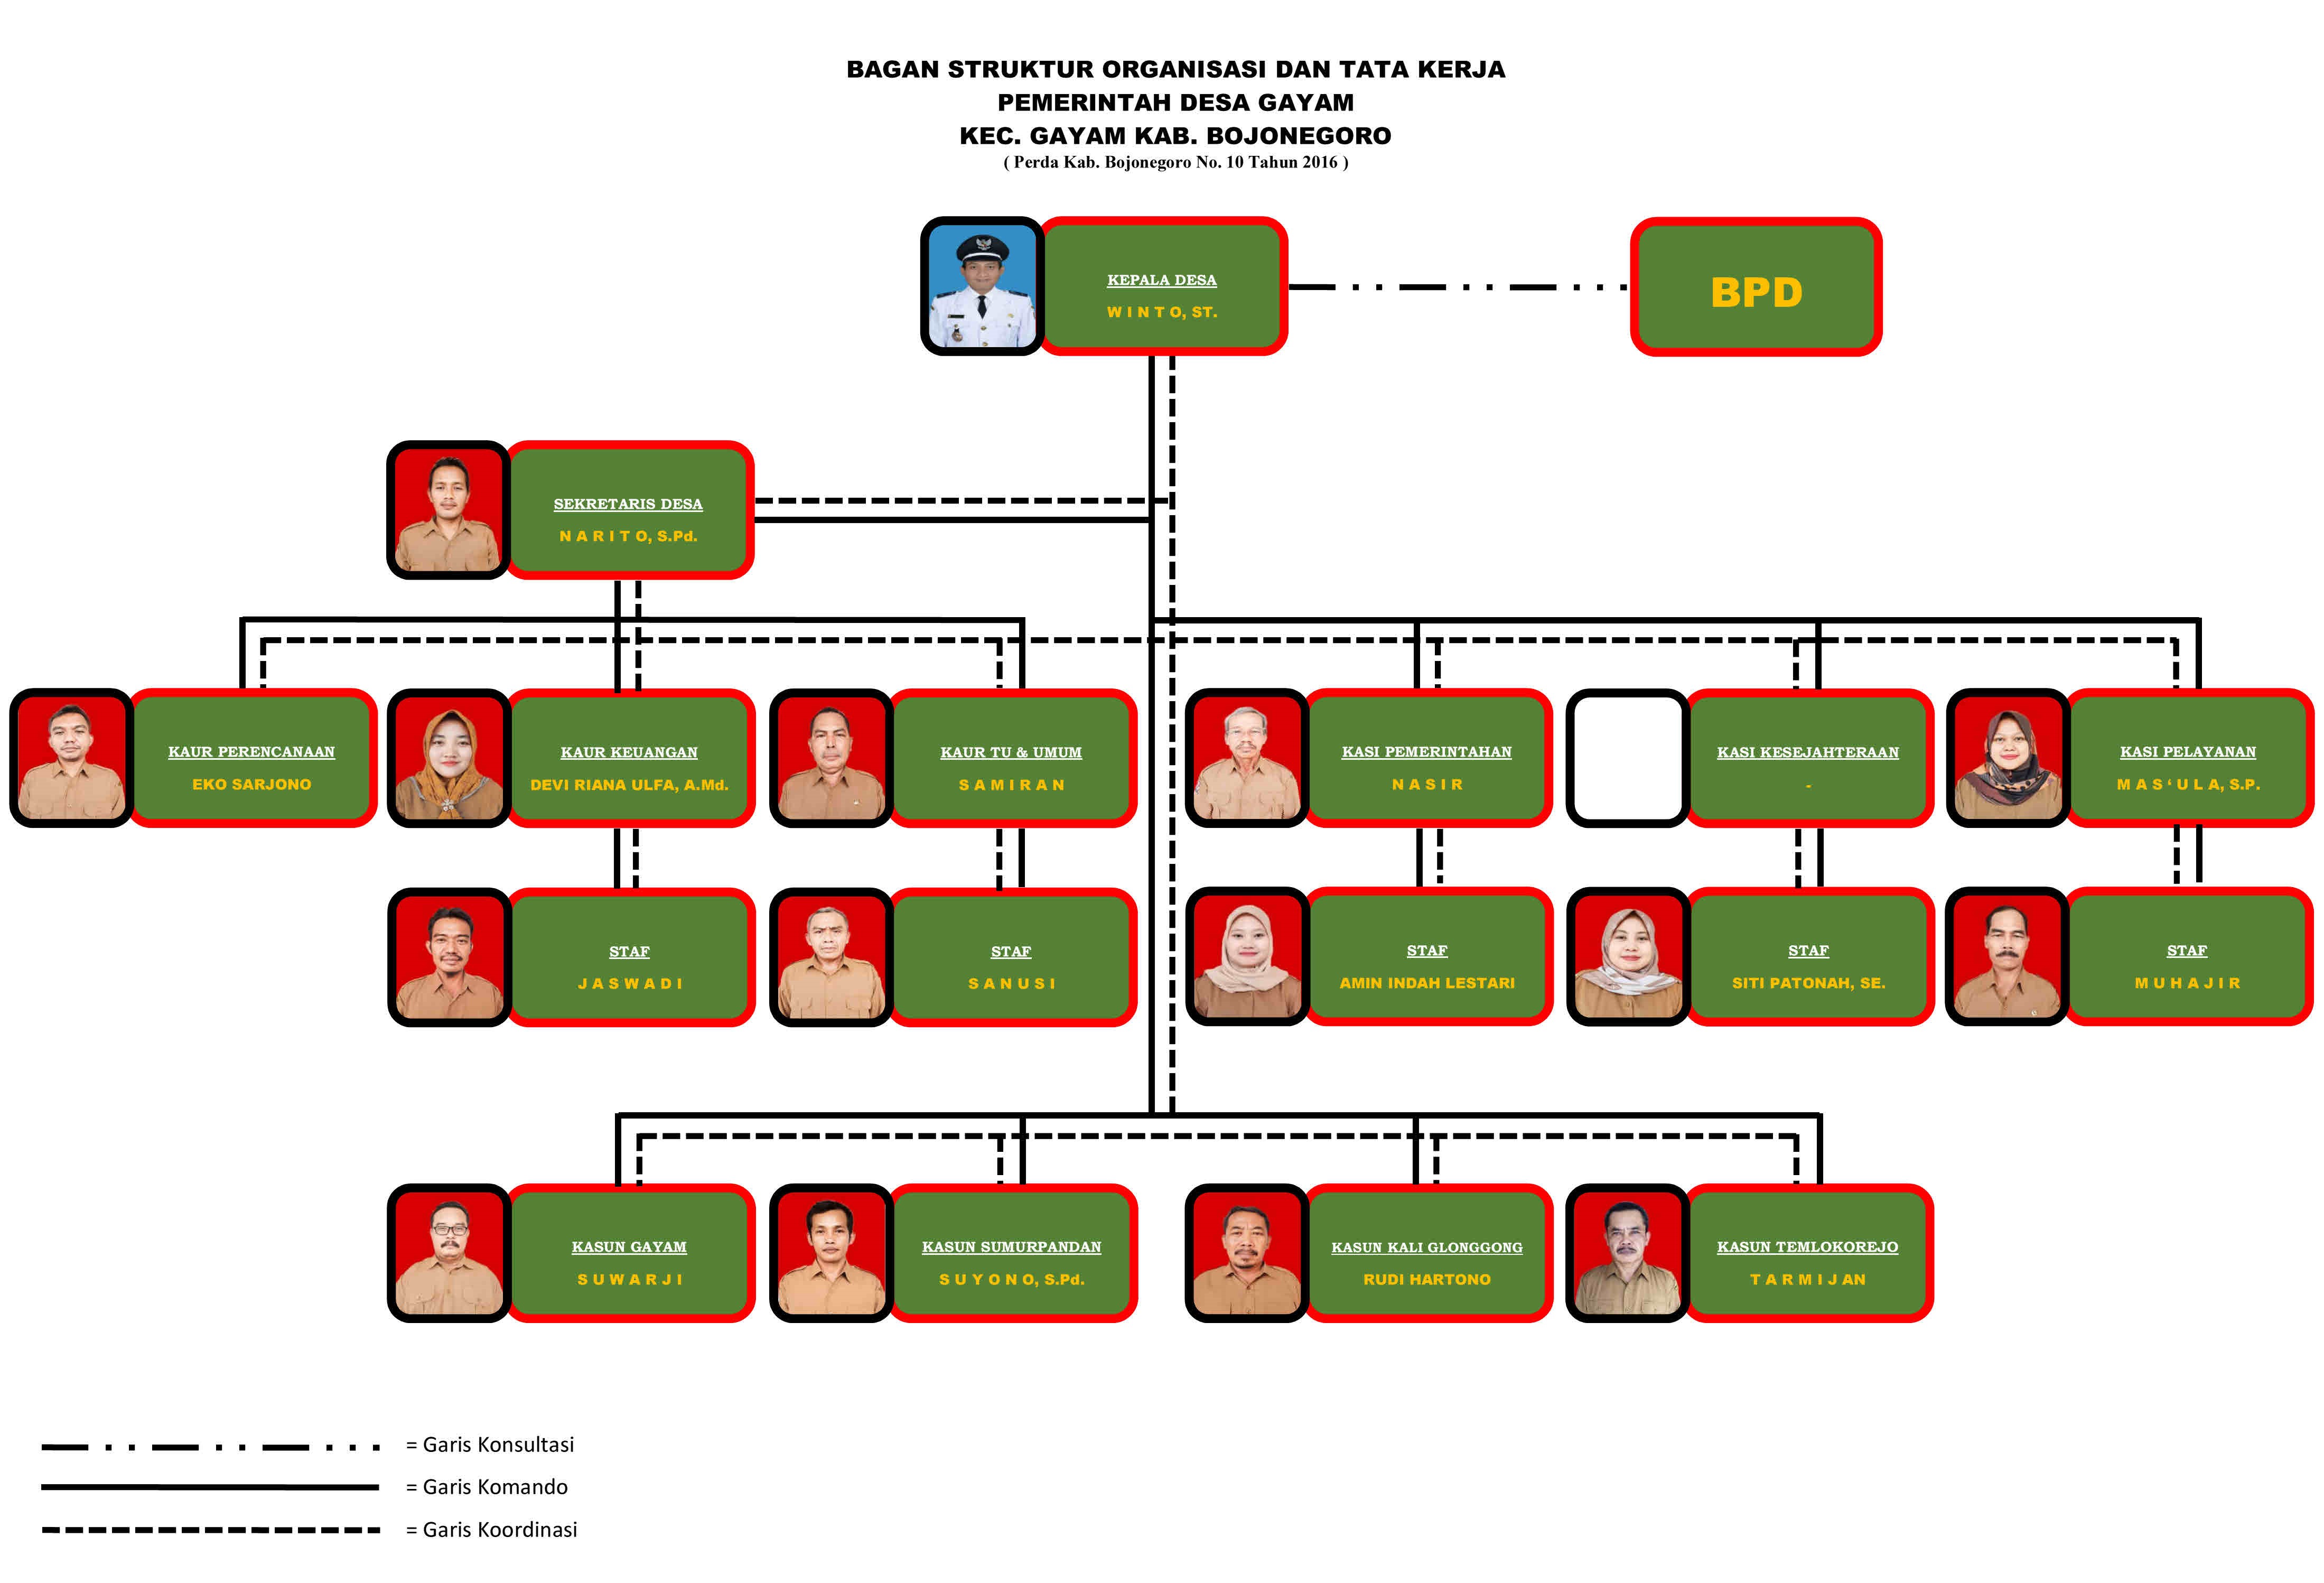 BAGAN STRUKTUR ORGANISASI DAN TATA KERJA
PEMERINTAH DESA GAYAM
KEC. GAYAM KAB. BOJONEGORO
( Perda Kab. Bojonegoro No. 10 Tahun 2016 )
KEPALA DESA
W I N T O, ST.
BPD
SEKRETARIS DESA
N A R I T O, S.Pd.
KAUR PERENCANAAN
EKO SARJONO
KAUR KEUANGAN
DEVI RIANA ULFA, A.Md.
KAUR TU & UMUM
S A M I R A N
KASI PEMERINTAHAN
N A S I R
KASI KESEJAHTERAAN
-
KASI PELAYANAN
M A S ‘ U L A, S.P.
STAF
J A S W A D I
STAF
S A N U S I
STAF
AMIN INDAH LESTARI
STAF
SITI PATONAH, SE.
STAF
M U H A J I R
KASUN GAYAM
S U W A R J I
KASUN SUMURPANDAN
S U Y O N O, S.Pd.
KASUN KALI GLONGGONG
RUDI HARTONO
KASUN TEMLOKOREJO
T A R M I J AN
= Garis Konsultasi
= Garis Komando
= Garis Koordinasi